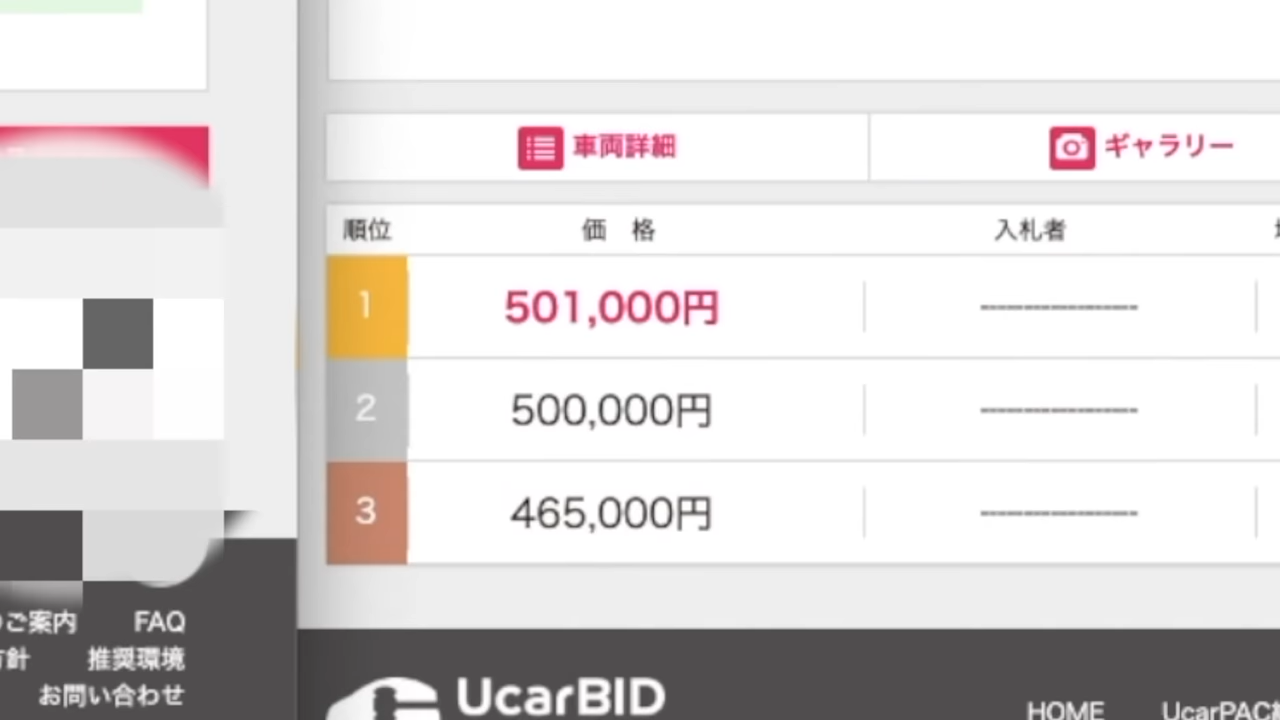 車両詳細 ギャラリー
順位 価 格 入札者
1 501,000円 -----------------
2 500,000円 -----------------
3 465,000円 -----------------
ご案内 FAQ
針 推奨環境
お問い合わせ
UcarBID
HOME UcarPAC